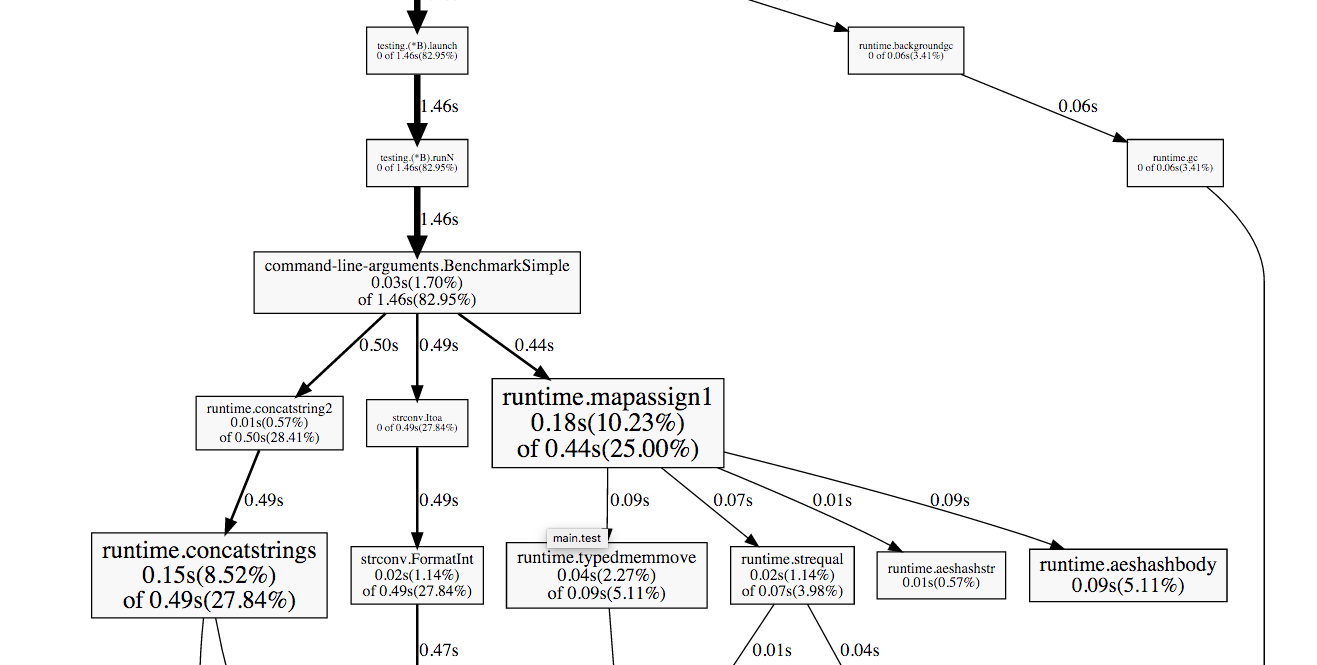 testing.(*B).launch
0 of 1.46s(82.95%)
runtime.backgroundgc
0 of 0.06s(3.41%)
1.46s
0.06s
testing.(*B).runN
0 of 1.46s(82.95%)
runtime.gc
0 of 0.06s(3.41%)
1.46s
command-line-arguments.BenchmarkSimple
0.03s(1.70%)
of 1.46s(82.95%)
0.50s
0.49s
0.44s
runtime.concatstring2
0.01s(0.57%)
of 0.50s(28.41%)
strconv.Itoa
0 of 0.49s(27.84%)
runtime.mapassign1
0.18s(10.23%)
of 0.44s(25.00%)
0.49s
0.49s
0.09s
0.07s
0.01s
0.09s
main.test
runtime.concatstrings
0.15s(8.52%)
of 0.49s(27.84%)
strconv.FormatInt
0.02s(1.14%)
of 0.49s(27.84%)
runtime.typedmemmove
0.04s(2.27%)
of 0.09s(5.11%)
runtime.strequal
0.02s(1.14%)
of 0.07s(3.98%)
runtime.aeshashstr
0.01s(0.57%)
runtime.aeshashbody
0.09s(5.11%)
0.47s
0.01s
0.04s